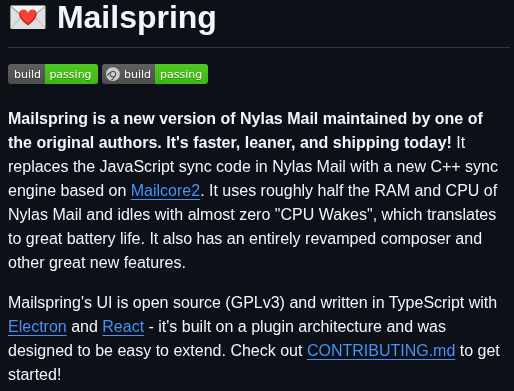 Mailspring
build passing build passing
Mailspring is a new version of Nylas Mail maintained by one of
the original authors. It's faster, leaner, and shipping today! It
replaces the JavaScript sync code in Nylas Mail with a new C++ sync
engine based on Mailcore2. It uses roughly half the RAM and CPU of
Nylas Mail and idles with almost zero "CPU Wakes", which translates
to great battery life. It also has an entirely revamped composer and
other great new features.
Mailspring's UI is open source (GPLv3) and written in TypeScript with
Electron and React - it's built on a plugin architecture and was
designed to be easy to extend. Check out CONTRIBUTING.md to get
started!